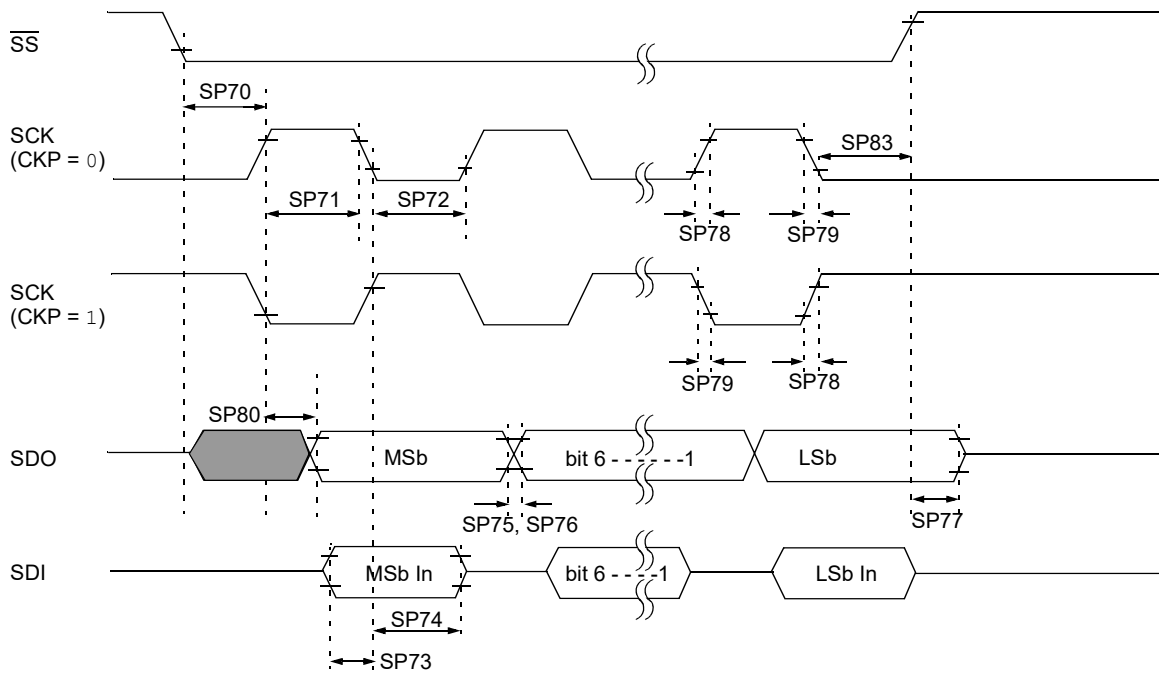 SS
SP70
SCK
(CKP = 0)
SP83
SP71
SP72
SP78
SP79
SCK
(CKP = 1)
SP79
SP78
SP80
SDO
MSb
bit 6 - - - - - -1
LSb
SP75, SP76
SP77
SDI
MSb In
bit 6 - - - - -1
LSb In
SP74
SP73